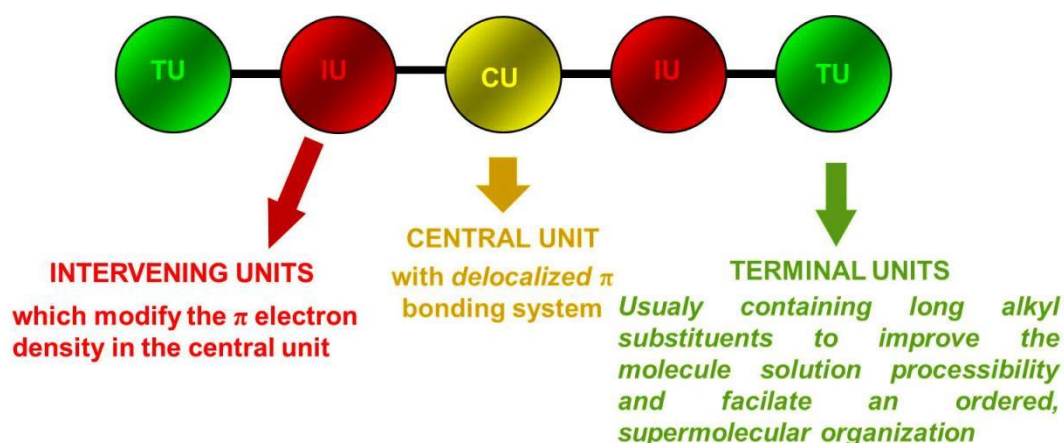 TU IU CU IU TU
INTERVENING UNITS
which modify the π electron
density in the central unit
CENTRAL UNIT
with delocalized π
bonding system
TERMINAL UNITS
Usualy containing long alkyl
substituents to improve the
molecule solution processibility
and facilate an ordered,
supermolecular organization